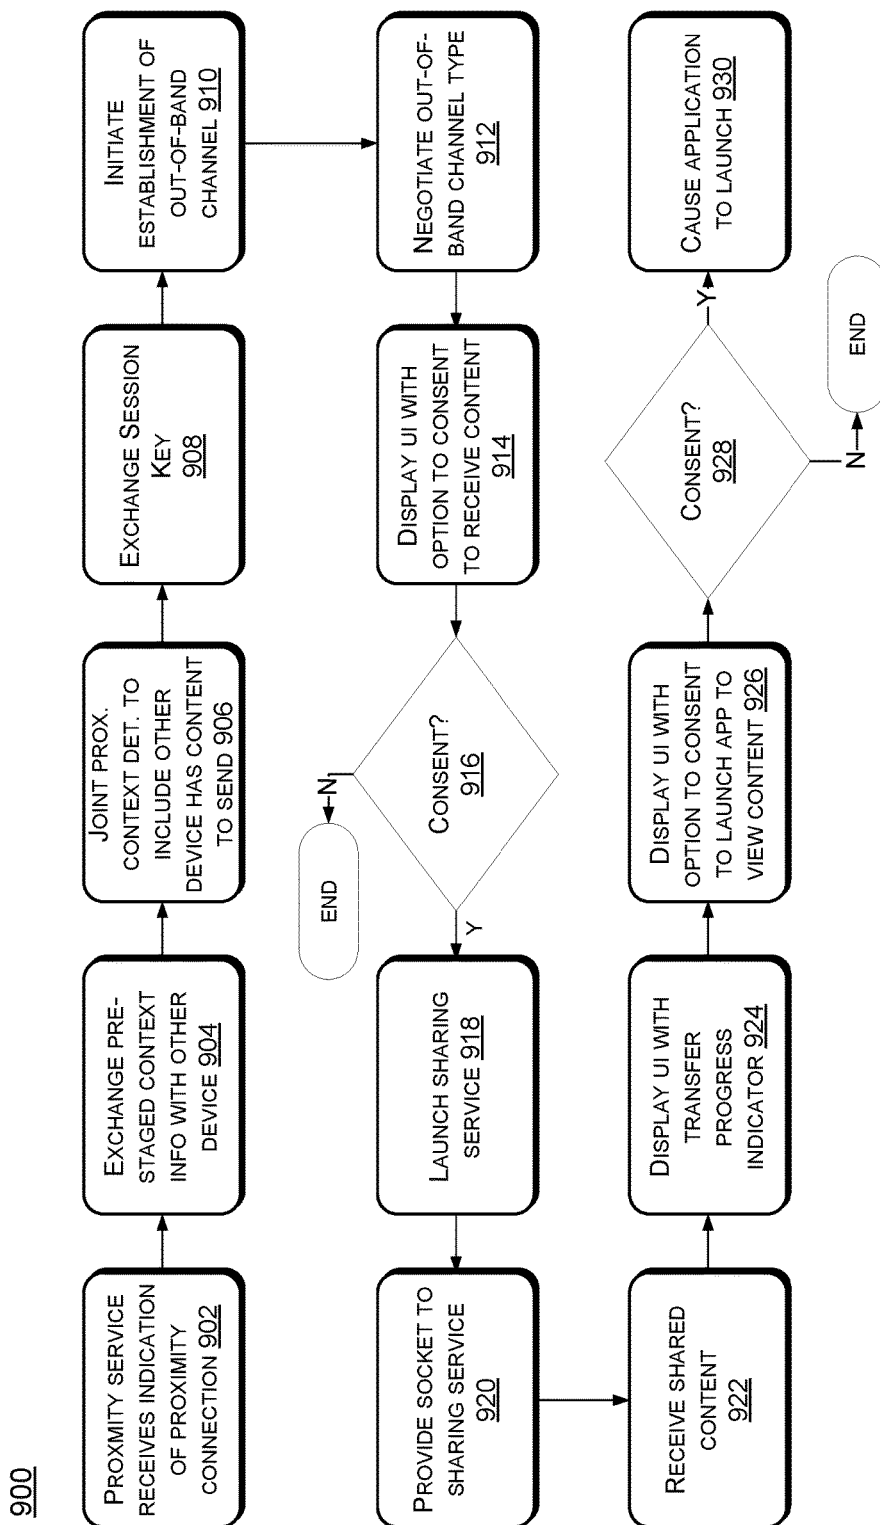 900
PROXMITY SERVICE
RECEIVES INDICATION
OF PROXIMITY
CONNECTION 902
EXCHANGE PRE-
STAGED CONTEXT
INFO WITH OTHER
DEVICE 904
JOINT PROX.
CONTEXT DET. TO
INCLUDE OTHER
DEVICE HAS CONTENT
TO SEND 906
EXCHANGE SESSION
KEY
908
INITIATE
ESTABLISHMENT OF
OUT-OF-BAND
CHANNEL 910
NEGOTIATE OUT-OF-
BAND CHANNEL TYPE
912
DISPLAY UI WITH
OPTION TO CONSENT
TO RECEIVE CONTENT
914
CONSENT?
916
N
END
Y
LAUNCH SHARING
SERVICE 918
PROVIDE SOCKET TO
SHARING SERVICE
920
RECEIVE SHARED
CONTENT
922
DISPLAY UI WITH
TRANSFER
PROGRESS
INDICATOR 924
DISPLAY UI WITH
OPTION TO CONSENT
TO LAUNCH APP TO
VIEW CONTENT 926
CONSENT?
928
Y
N
END
CAUSE APPLICATION
TO LAUNCH 930